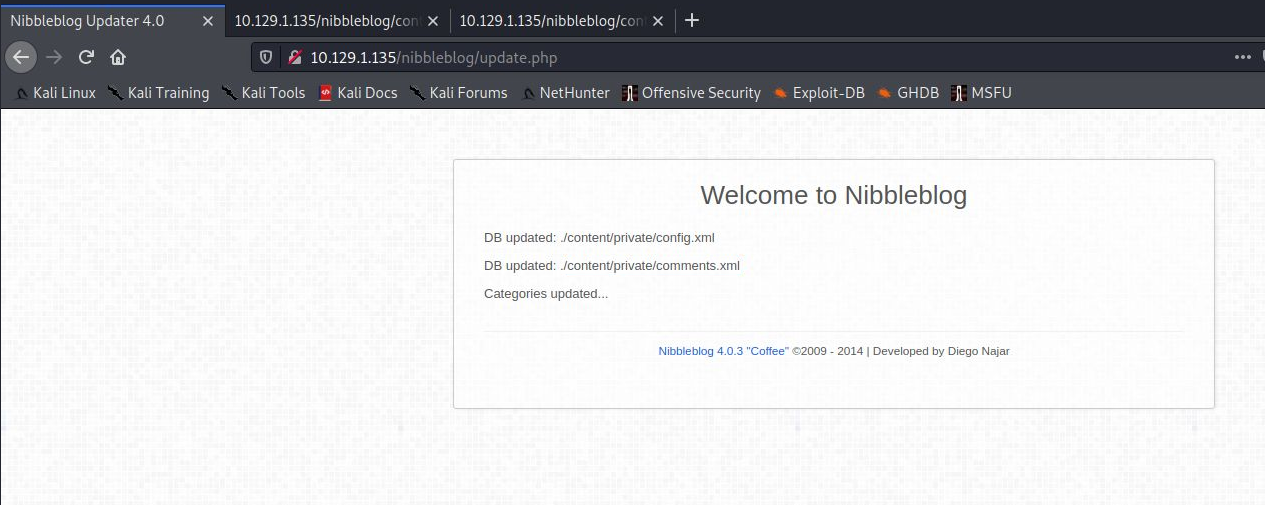 Nibbleblog Updater 4.0 10.129.1.135/nibbleblog/con 10.129.1.135/nibbleblog/con
10.129.1.135/nibbleblog/update.php
Kali Linux Kali Training Kali Tools Kali Docs Kali Forums NetHunter Offensive Security Exploit-DB GHDB MSFU
Welcome to Nibbleblog
DB updated: ./content/private/config.xml
DB updated: ./content/private/comments.xml
Categories updated...
Nibbleblog 4.0.3 "Coffee" ©2009 - 2014 | Developed by Diego Najar